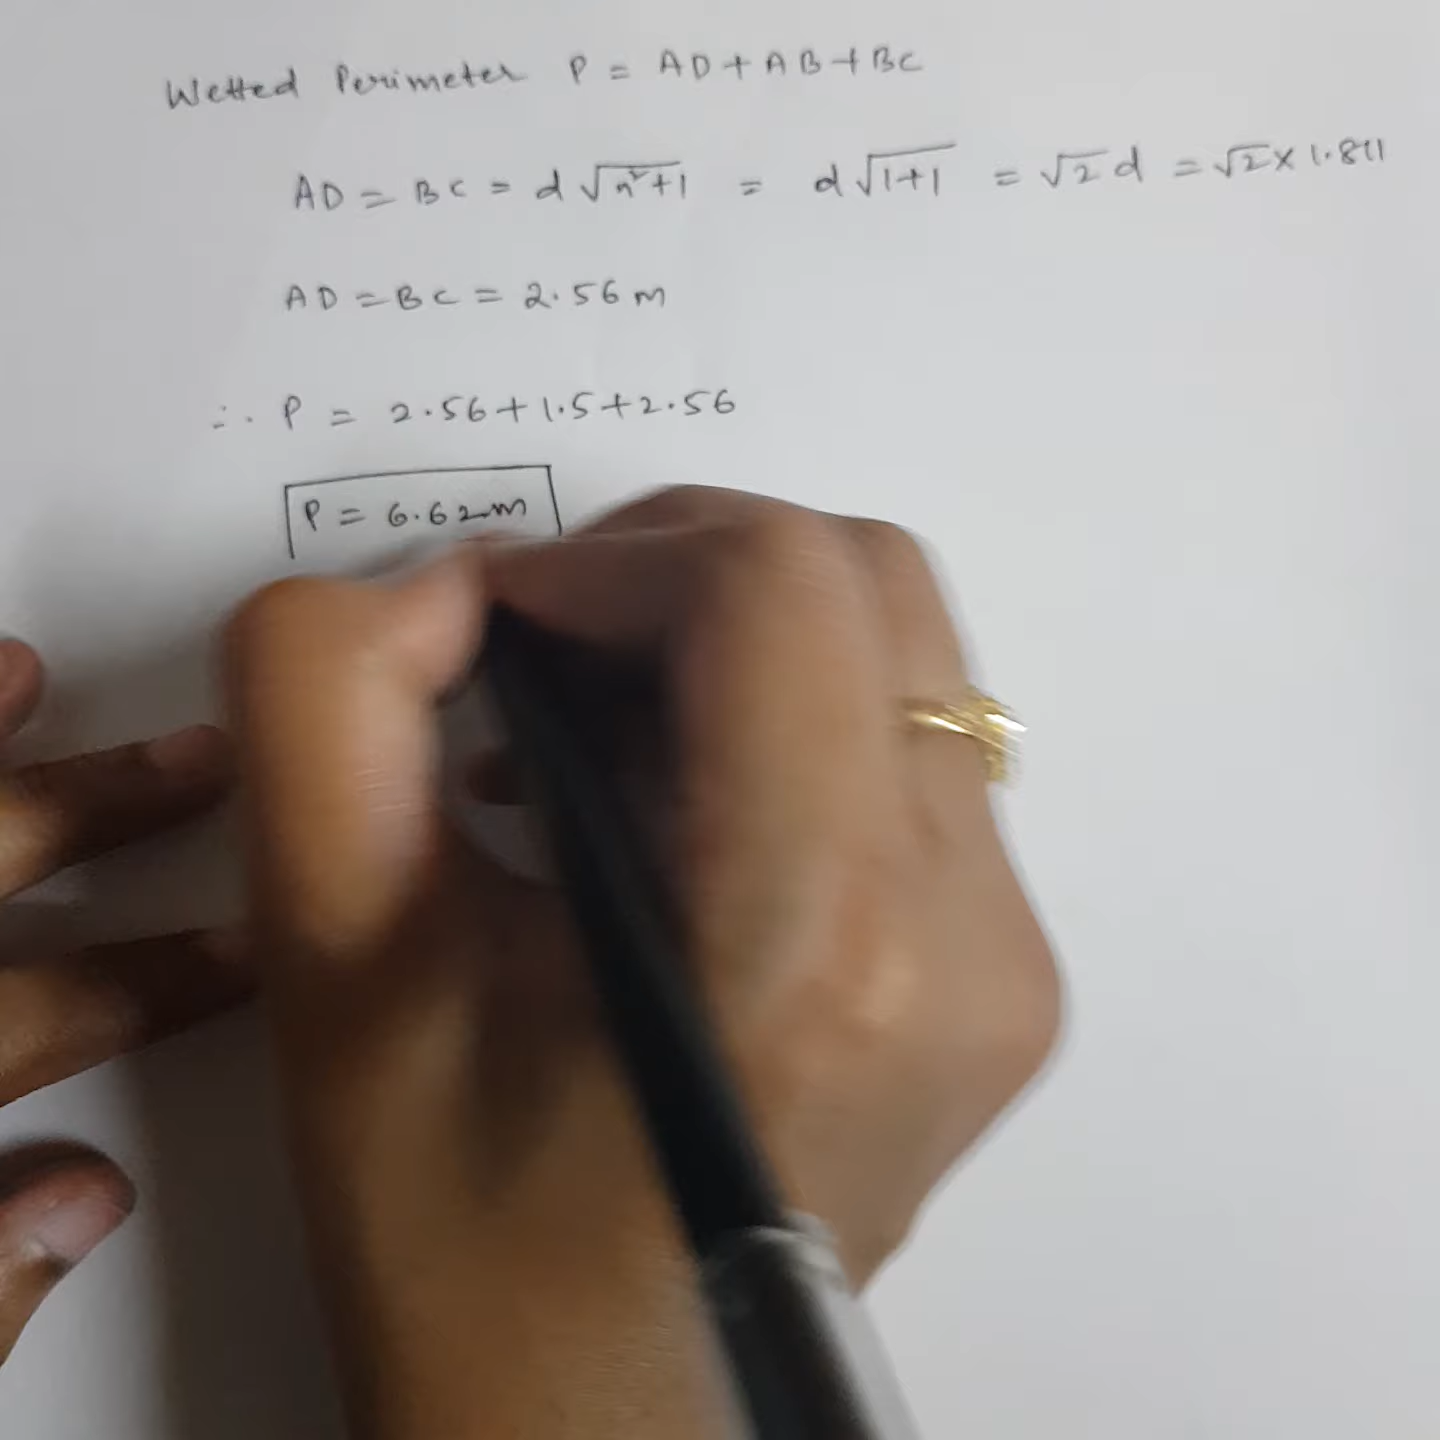 Wetted Perimeter P = AD + AB + BC
AD = BC = d √n²+1 = d √1+1 = √2 d = √2 × 1.811
AD = BC = 2.56 m
∴ P = 2.56 + 1.5 + 2.56
P = 6.62 m